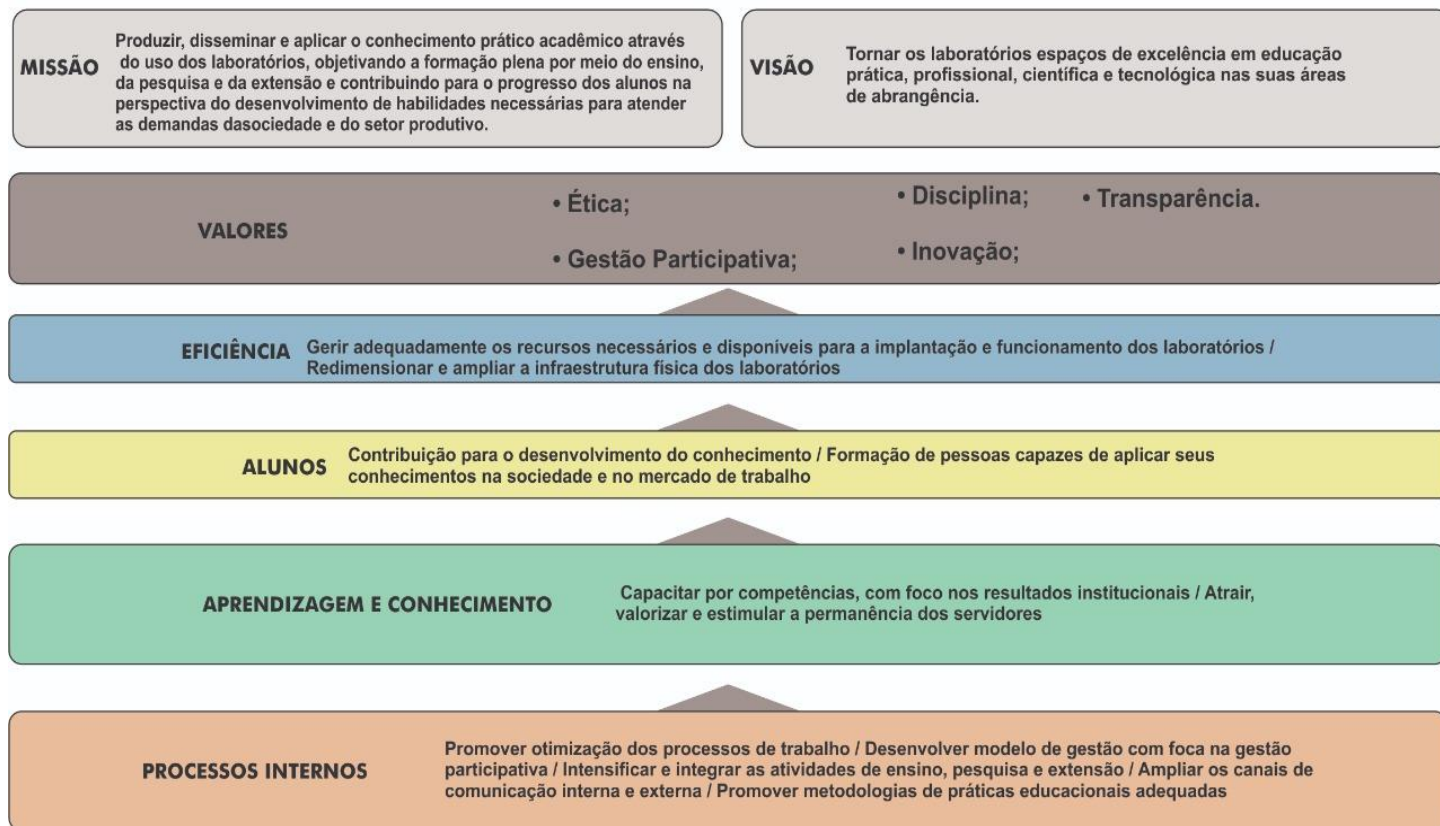 MISSÃO
Produzir, disseminar e aplicar o conhecimento prático acadêmico através
do uso dos laboratórios, objetivando a formação plena por meio do ensino,
da pesquisa e da extensão e contribuindo para o progresso dos alunos na
perspectiva do desenvolvimento de habilidades necessárias para atender
as demandas dasociedade e do setor produtivo.
VISÃO
Tornar os laboratórios espaços de excelência em educação
prática, profissional, científica e tecnológica nas suas áreas
de abrangência.
VALORES
• Ética;
• Gestão Participativa;
• Disciplina;
• Inovação;
• Transparência.
EFICIÊNCIA
Gerir adequadamente os recursos necessários e disponíveis para a implantação e funcionamento dos laboratórios /
Redimensionar e ampliar a infraestrutura física dos laboratórios
ALUNOS
Contribuição para o desenvolvimento do conhecimento / Formação de pessoas capazes de aplicar seus
conhecimentos na sociedade e no mercado de trabalho
APRENDIZAGEM E CONHECIMENTO
Capacitar por competências, com foco nos resultados institucionais / Atrair,
valorizar e estimular a permanência dos servidores
PROCESSOS INTERNOS
Promover otimização dos processos de trabalho / Desenvolver modelo de gestão com foca na gestão
participativa / Intensificar e integrar as atividades de ensino, pesquisa e extensão / Ampliar os canais de
comunicação interna e externa / Promover metodologias de práticas educacionais adequadas